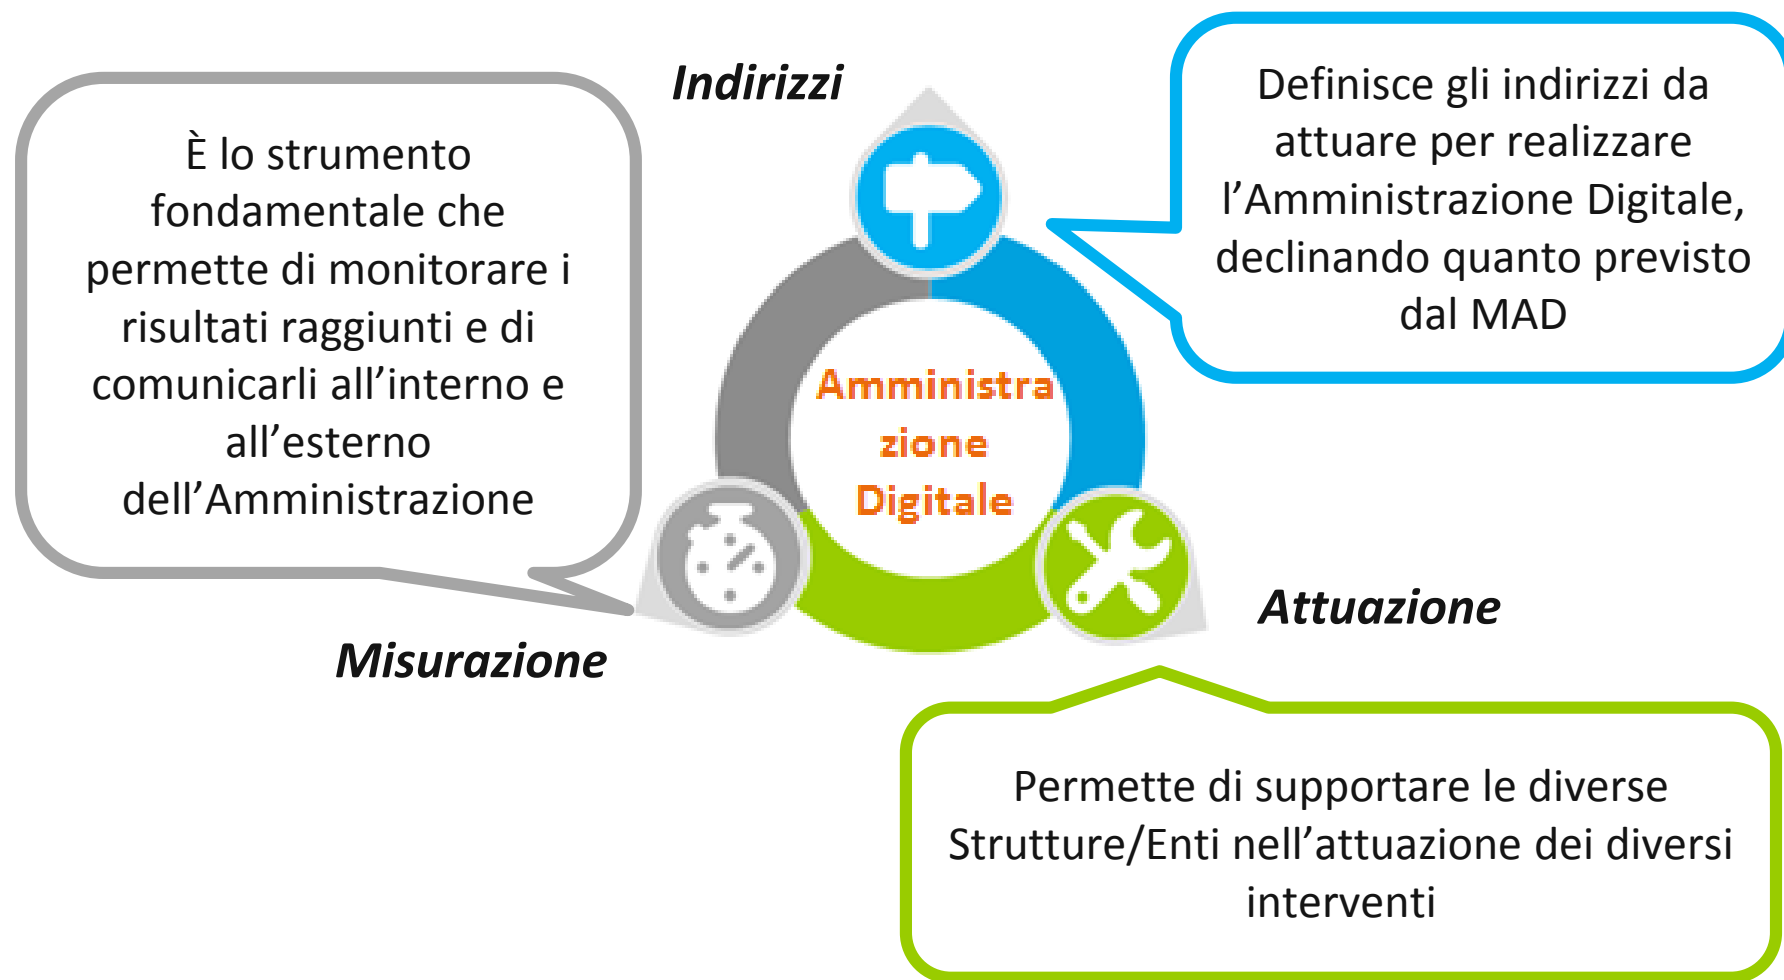 Indirizzi
Definisce gli indirizzi da
attuare per realizzare
l’Amministrazione Digitale,
declinando quanto previsto
dal MAD
È lo strumento
fondamentale che
permette di monitorare i
risultati raggiunti e di
comunicarli all’interno e
all’esterno
dell’Amministrazione
Amministra
zione
Digitale
Attuazione
Misurazione
Permette di supportare le diverse
Strutture/Enti nell’attuazione dei diversi
interventi